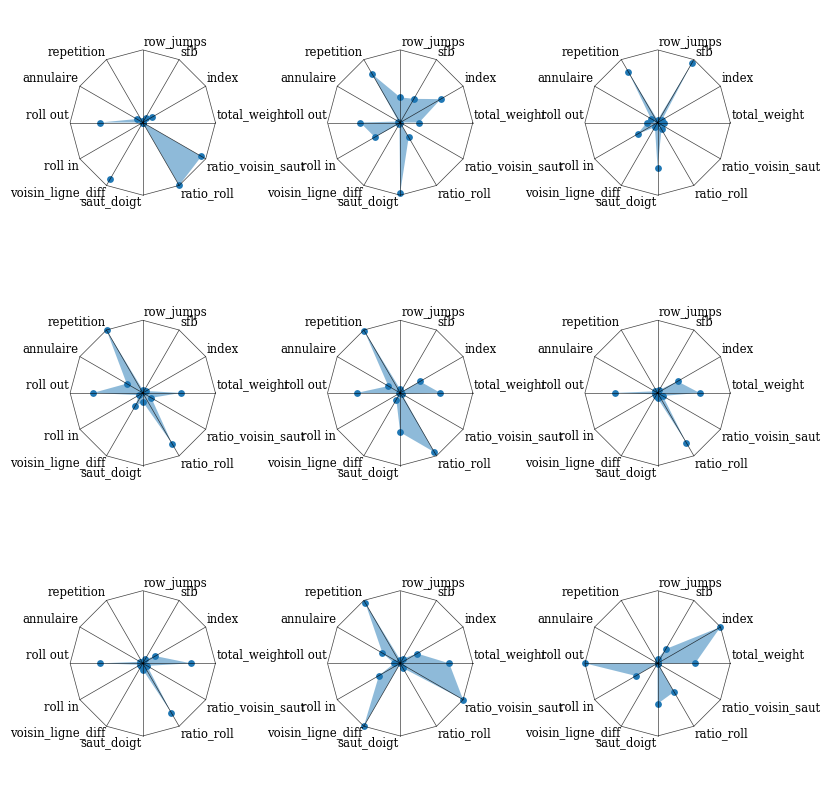 row_jumps
sfb
repetition
index
annulaire
total_weight
roll out
ratio_voisin_saut
roll in
ratio_roll
voisin_ligne_diff
saut_doigt
row_jumps
sfb
repetition
index
annulaire
total_weight
roll out
ratio_voisin_saut
roll in
ratio_roll
voisin_ligne_diff
saut_doigt
row_jumps
sfb
repetition
index
annulaire
total_weight
roll out
ratio_voisin_saut
roll in
ratio_roll
voisin_ligne_diff
saut_doigt
row_jumps
sfb
repetition
index
annulaire
total_weight
roll out
ratio_voisin_saut
roll in
ratio_roll
voisin_ligne_diff
saut_doigt
row_jumps
sfb
repetition
index
annulaire
total_weight
roll out
ratio_voisin_saut
roll in
ratio_roll
voisin_ligne_diff
saut_doigt
row_jumps
sfb
repetition
index
annulaire
total_weight
roll out
ratio_voisin_saut
roll in
ratio_roll
voisin_ligne_diff
saut_doigt
row_jumps
sfb
repetition
index
annulaire
total_weight
roll out
ratio_voisin_saut
roll in
ratio_roll
voisin_ligne_diff
saut_doigt
row_jumps
sfb
repetition
index
annulaire
total_weight
roll out
ratio_voisin_saut
roll in
ratio_roll
voisin_ligne_diff
saut_doigt
row_jumps
sfb
repetition
index
annulaire
total_weight
roll out
ratio_voisin_saut
roll in
ratio_roll
voisin_ligne_diff
saut_doigt